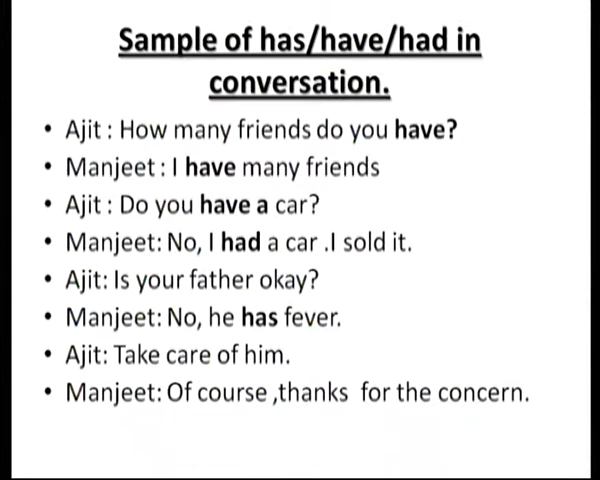 Sample of has/have/had in
conversation.
• Ajit : How many friends do you have?
• Manjeet : I have many friends
• Ajit : Do you have a car?
• Manjeet: No, I had a car .I sold it.
• Ajit: Is your father okay?
• Manjeet: No, he has fever.
• Ajit: Take care of him.
• Manjeet: Of course ,thanks  for the concern.